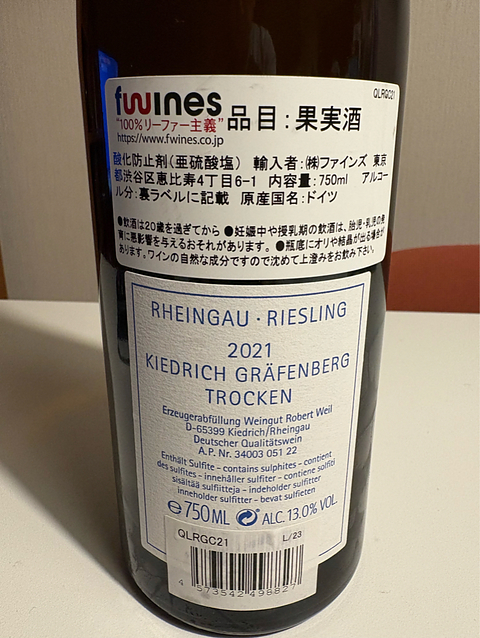 fwines
"100%リーファー主義"
https://www.fwines.co.jp
品目:果実酒
QLRGC21
酸化防止剤(亜硫酸塩) 輸入者:㈱ファインズ 東京
都渋谷区恵比寿4丁目6-1 内容量:750ml アルコー
ル分:裏ラベルに記載 原産国名:ドイツ
●飲酒は20歳を過ぎてから ●妊娠中や授乳期の飲酒は、胎児・乳児の発
育に悪影響を与えるおそれがあります。 ●瓶底にオリや結晶が出る場合が
あります。ワインの自然な成分ですので沈めて上澄みをお飲み下さい。
RHEINGAU · RIESLING
2021
KIEDRICH GRÄFENBERG
TROCKEN
Erzeugerabfüllung Weingut Robert Weil
D-65399 Kiedrich/Rheingau
Deutscher Qualitätswein
A.P. Nr. 34003 051 22
Enthält Sulfite - contains sulphites - contient
des sulfites - innehåller sulfiter - contiene solfiti
sisältää sulfiitteja - indeholder sulfitter
inneholder sulfitter - bevat sulfieten
℮750ML ALC. 13.0% VOL.
QLRGC21 L/23
4 573542 498827